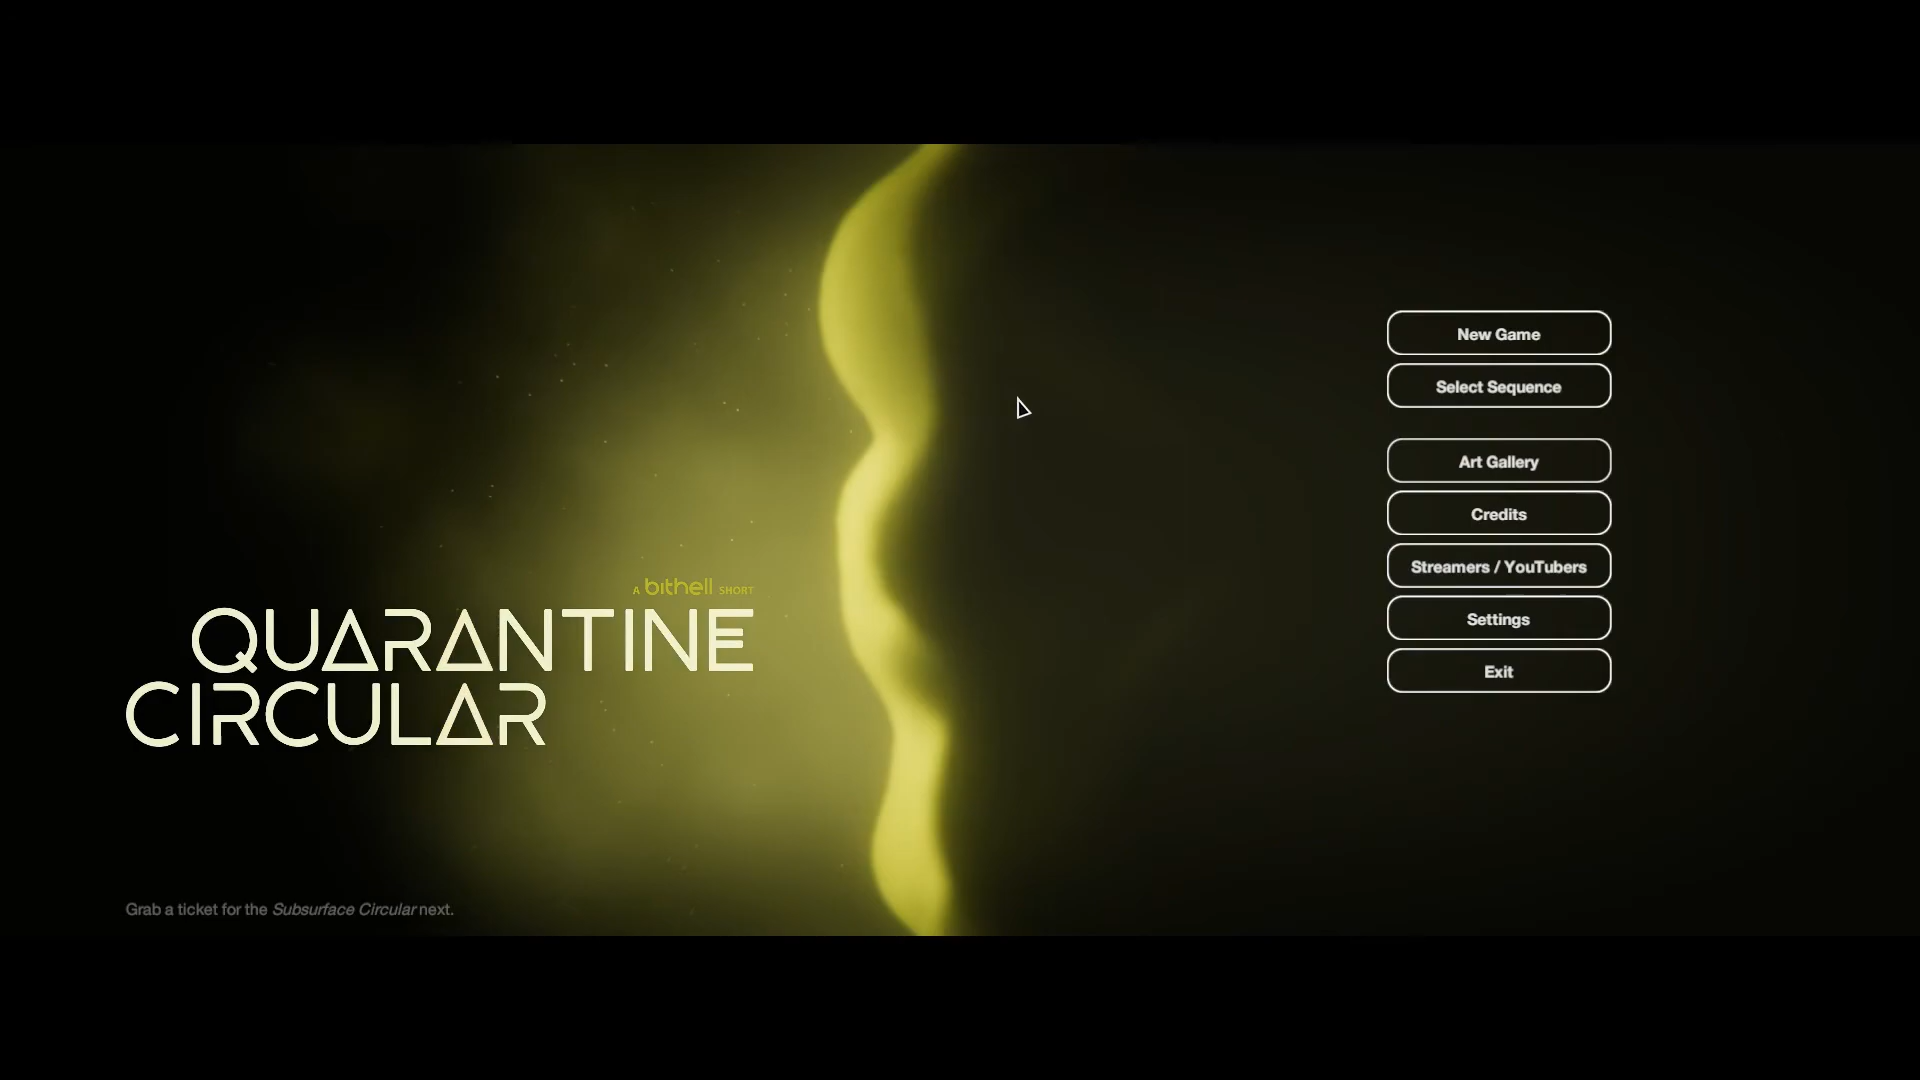 A bithell SHORT
QUARANTINE
CIRCULAR
Grab a ticket for the Subsurface Circular next.
New Game
Select Sequence
Art Gallery
Credits
Streamers / YouTubers
Settings
Exit